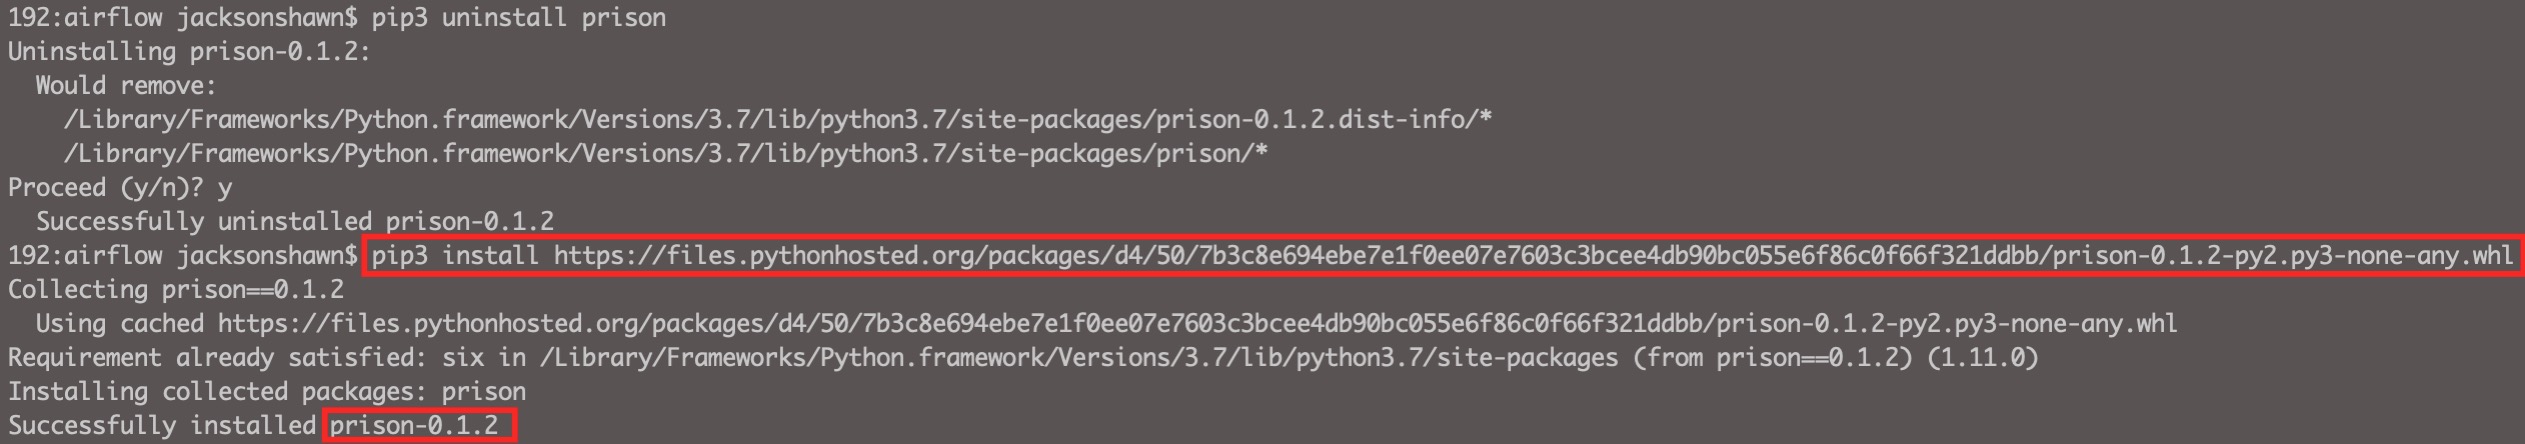 192:airflow jacksonshawn$ pip3 uninstall prison
Uninstalling prison-0.1.2:
  Would remove:
    /Library/Frameworks/Python.framework/Versions/3.7/lib/python3.7/site-packages/prison-0.1.2.dist-info/*
    /Library/Frameworks/Python.framework/Versions/3.7/lib/python3.7/site-packages/prison/*
Proceed (y/n)? y
  Successfully uninstalled prison-0.1.2
192:airflow jacksonshawn$ pip3 install https://files.pythonhosted.org/packages/d4/50/7b3c8e694ebe7e1f0ee07e7603c3bcee4db90bc055e6f86c0f66f321ddbb/prison-0.1.2-py2.py3-none-any.whl
Collecting prison==0.1.2
  Using cached https://files.pythonhosted.org/packages/d4/50/7b3c8e694ebe7e1f0ee07e7603c3bcee4db90bc055e6f86c0f66f321ddbb/prison-0.1.2-py2.py3-none-any.whl
Requirement already satisfied: six in /Library/Frameworks/Python.framework/Versions/3.7/lib/python3.7/site-packages (from prison==0.1.2) (1.11.0)
Installing collected packages: prison
Successfully installed prison-0.1.2